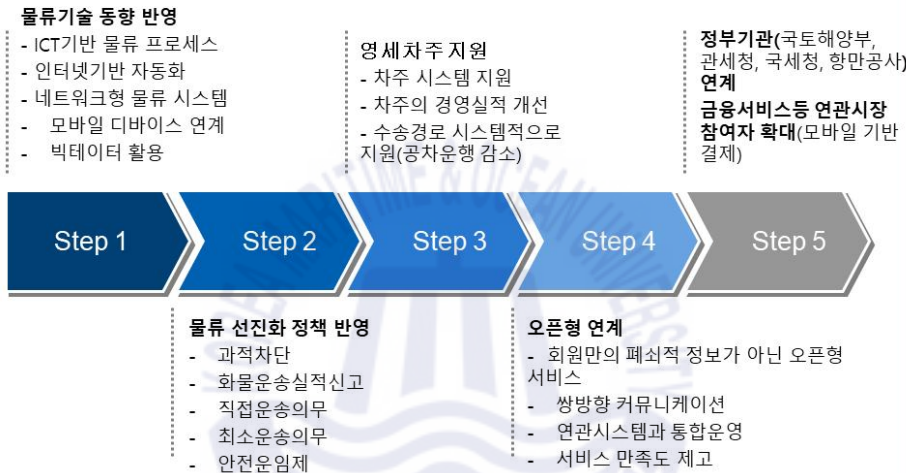 물류기술 동향 반영
- ICT기반 물류 프로세스
- 인터넷기반 자동화
- 네트워크형 물류 시스템
- 모바일 디바이스 연계
- 빅테이터 활용
영세차주 지원
- 차주 시스템 지원
- 차주의 경영실적 개선
- 수송경로 시스템적으로
지원(공차운행 감소)
정부기관(국토해양부,
관세청, 국세청, 항만공사)
연계
금융서비스등 연관시장
참여자 확대(모바일 기반
결제)
Step 1
Step 2
Step 3
Step 4
Step 5
물류 선진화 정책 반영
- 과적차단
- 화물운송실적신고
- 직접운송의무
- 최소운송의무
- 안전운임제
오픈형 연계
- 회원만의 폐쇄적 정보가 아닌 오픈형
서비스
- 쌍방향 커뮤니케이션
- 연관시스템과 통합운영
- 서비스 만족도 제고
KOREA MARITIME & OCEAN UNIVERSITY